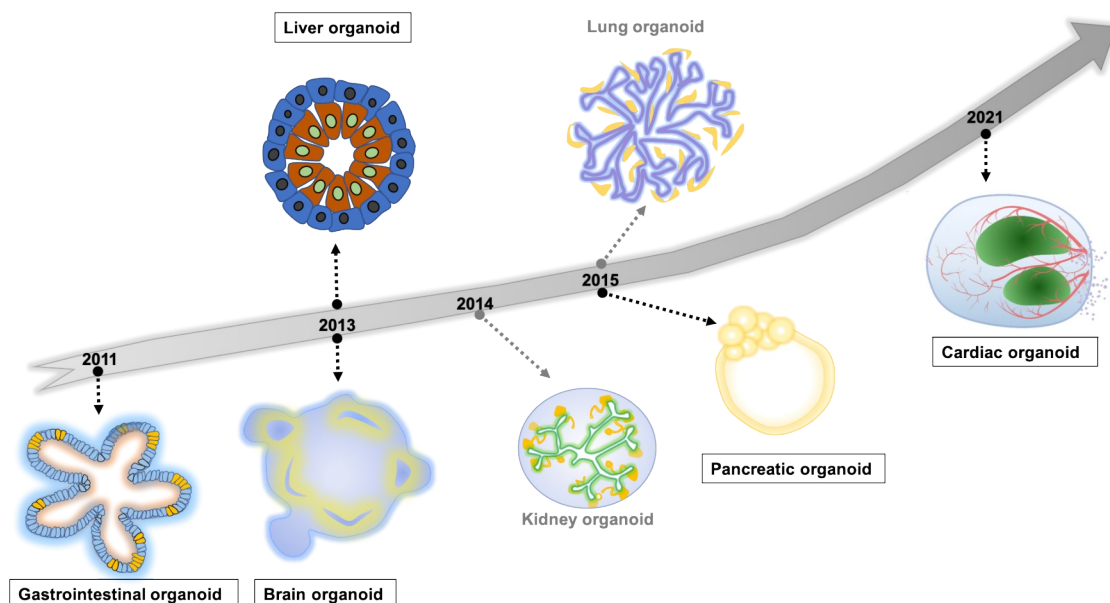 Liver organoid
Lung organoid
2021
2015
2014
2013
2011
Cardiac organoid
Pancreatic organoid
Kidney organoid
Gastrointestinal organoid
Brain organoid